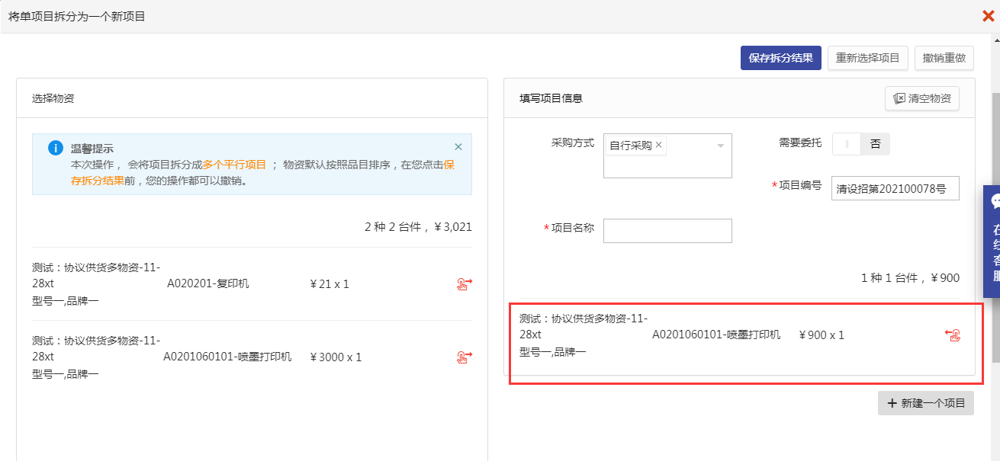 将单项目拆分为一个新项目
保存拆分结果 重新选择项目 撤销重做
选择物资
温馨提示
本次操作， 会将项目拆分成多个平行项目 ；物资默认按照品目排序，在您点击保
存拆分结果前，您的操作都可以撤销。
2 种 2 台件，￥3,021
测试：协议供货多物资-11-
28xt A020201-复印机 ￥21 x 1
型号一,品牌一
测试：协议供货多物资-11-
28xt A0201060101-喷墨打印机 ￥3000 x 1
型号一,品牌一
填写项目信息 清空物资
采购方式 自行采购 需要委托 否
*项目编号 清设招第202100078号
*项目名称
1 种 1 台件，￥900
测试：协议供货多物资-11-
28xt A0201060101-喷墨打印机 ￥900 x 1
型号一,品牌一
新建一个项目
在
线
客
服